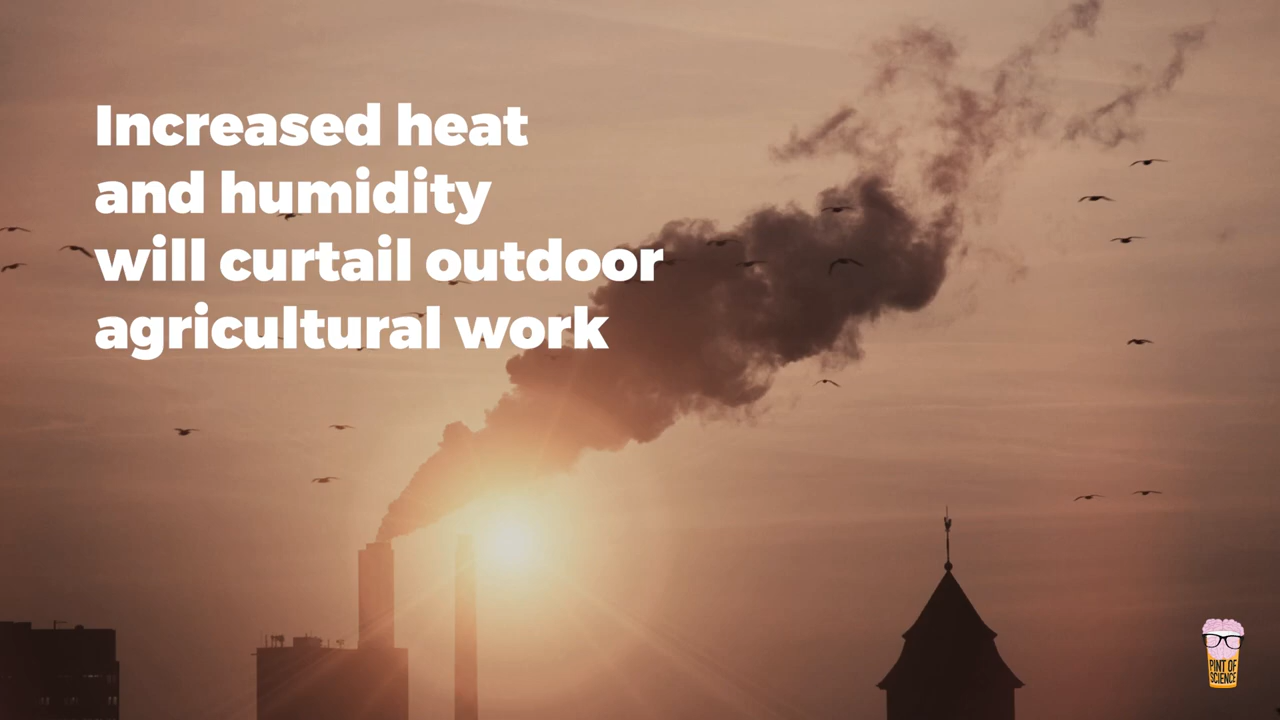 Increased heat
and humidity
will curtail outdoor
agricultural work
PINT OF
SCIENCE